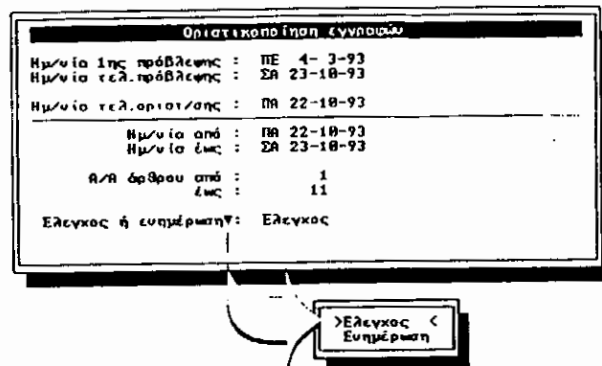 Οριστικοποίηση εγγραφών
Ημ/νία 1ης πρόβλεψης : ΠΕ 4- 3-93
Ημ/νία τελ.πρόβλεψης : ΣΑ 23-10-93
Ημ/νία τελ.οριστ/σης : ΠΑ 22-10-93
Ημ/νία από : ΠΑ 22-10-93
Ημ/νία έως : ΣΑ 23-10-93
Α/Α άρθρου από : 1
έως : 11
Ελεγχος ή ενημέρωση▼: Ελεγχος
>Ελεγχος <
Ενημέρωση